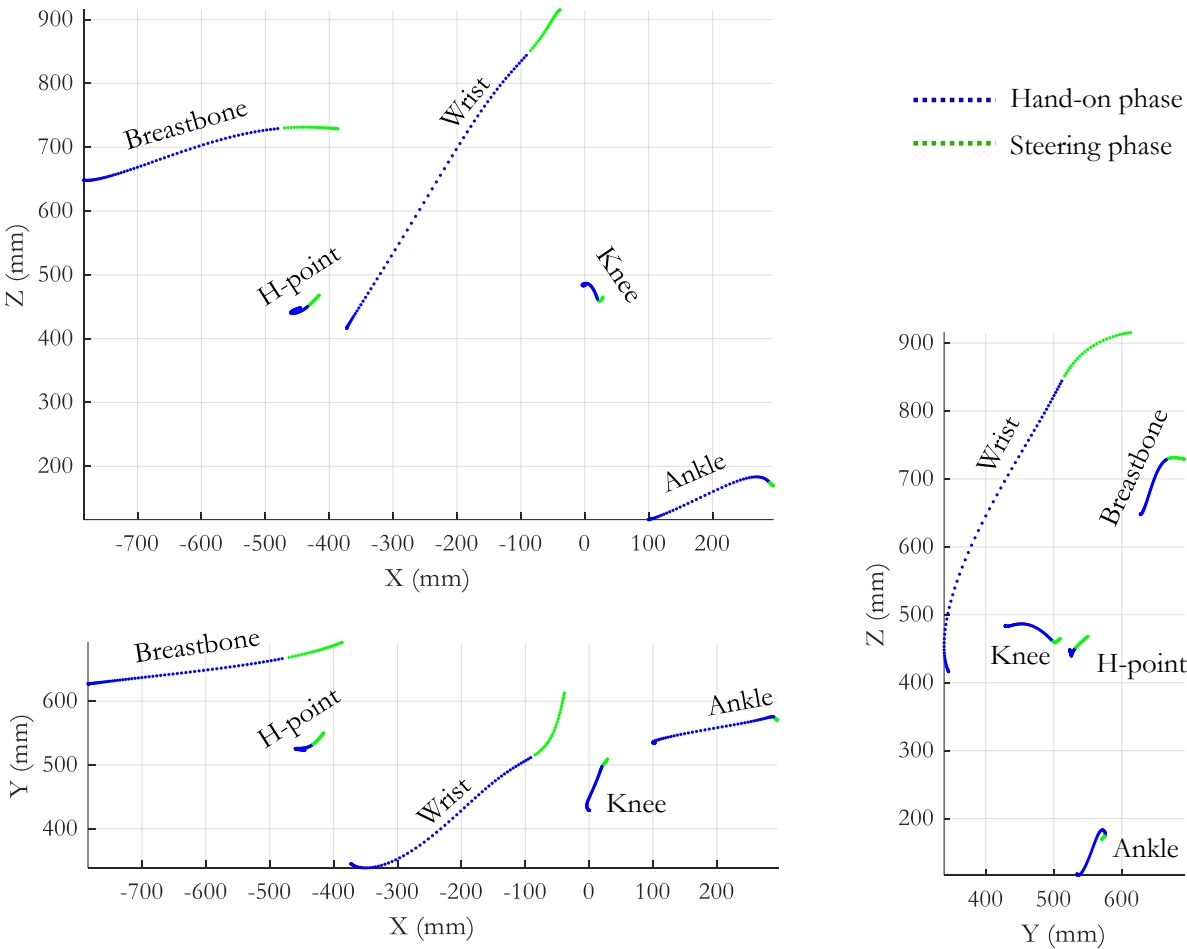 900
800
700
600
500
400
300
200
Z (mm)
Breastbone
Wrist
H-point
Knee
Ankle
-700 -600 -500 -400 -300 -200 -100 0 100 200
X (mm)
Hand-on phase
Steering phase
600
500
400
Y (mm)
Breastbone
H-point
Wrist
Knee
Ankle
-700 -600 -500 -400 -300 -200 -100 0 100 200
X (mm)
900
800
700
600
500
400
300
200
Z (mm)
Wrist
Breastbone
Knee
H-point
Ankle
400 500 600
Y (mm)